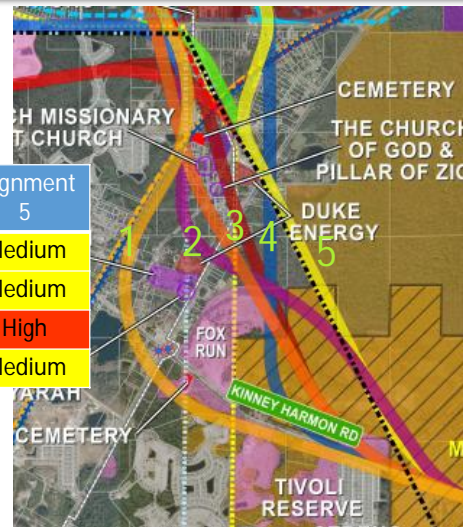 CEMETERY
CH MISSIONARY
T CHURCH
THE CHURCH
OF GOD &
PILLAR OF ZIO
gnment
5
Medium
Medium
High
Medium
DUKE
ENERGY
1
2
3
4
5
FOX
RUN
KINNEY HARMON RD
YARAH
CEMETERY
M
TIVOLI
RESERVE